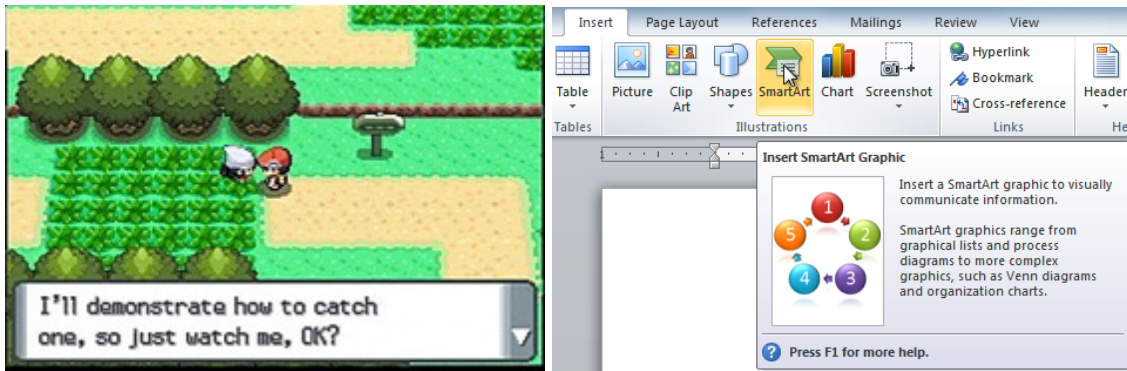 I'll demonstrate how to catch
one, so just watch me, OK?
Insert Page Layout References Mailings Review View
Table
Picture
Clip
Art
Shapes
SmartArt
Chart
Screenshot
Hyperlink
Bookmark
Cross-reference
Header
Tables
Illustrations
Links
He
Insert SmartArt Graphic
1
2
3
4
5
Insert a SmartArt graphic to visually
communicate information.
SmartArt graphics range from
graphical lists and process
diagrams to more complex
graphics, such as Venn diagrams
and organization charts.
Press F1 for more help.